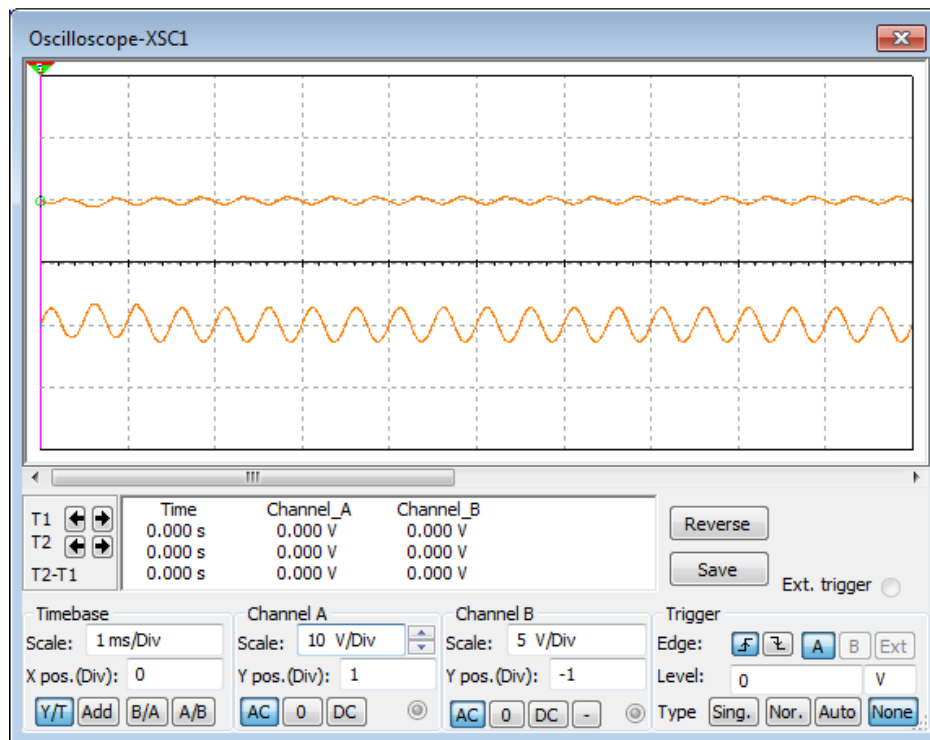 Oscilloscope-XSC1
Time Channel_A Channel_B
T1 0.000 s 0.000 V 0.000 V
T2 0.000 s 0.000 V 0.000 V
T2-T1 0.000 s 0.000 V 0.000 V
Reverse
Save
Ext. trigger
Timebase
Scale: 1 ms/Div
X pos.(Div): 0
Y/T Add B/A A/B
Channel A
Scale: 10 V/Div
Y pos.(Div): 1
AC 0 DC
Channel B
Scale: 5 V/Div
Y pos.(Div): -1
AC 0 DC -
Trigger
Edge: A B Ext
Level: 0 V
Type Sing. Nor. Auto None